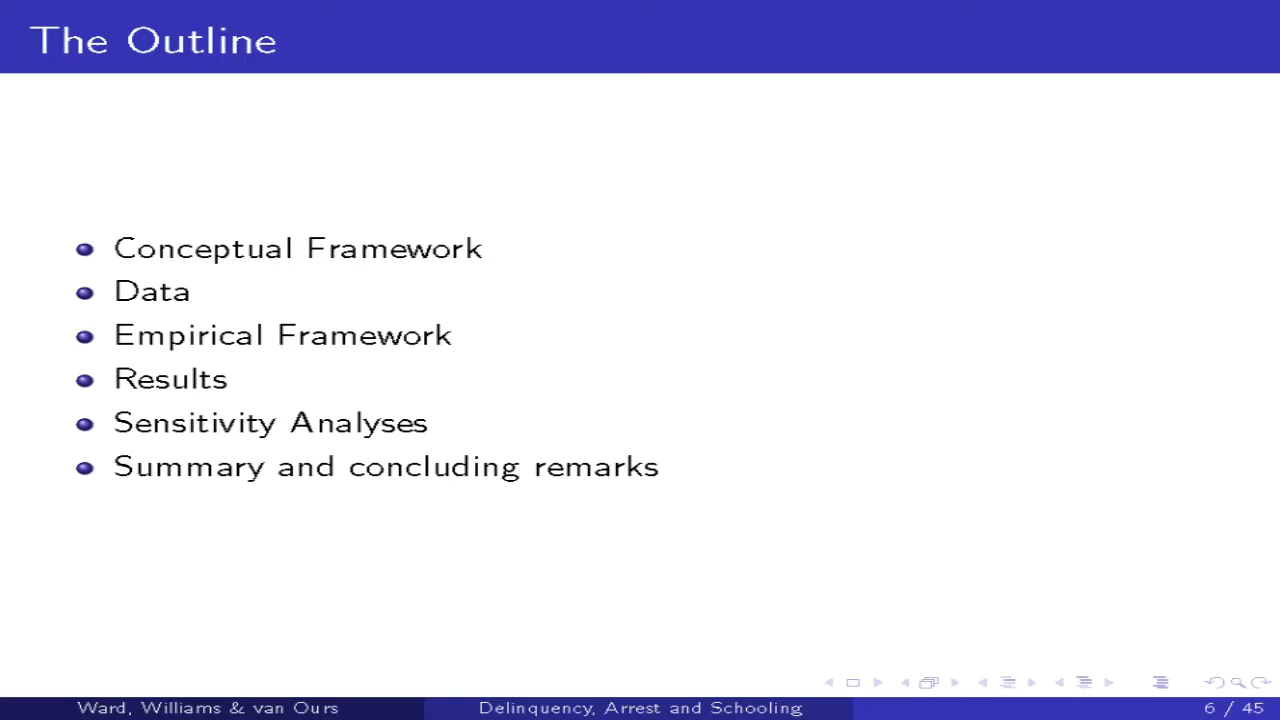 The Outline
Conceptual Framework
Data
Empirical Framework
Results
Sensitivity Analyses
Summary and concluding remarks
Ward, Williams & van Ours
Delinquency, Arrest and Schooling
6 / 45